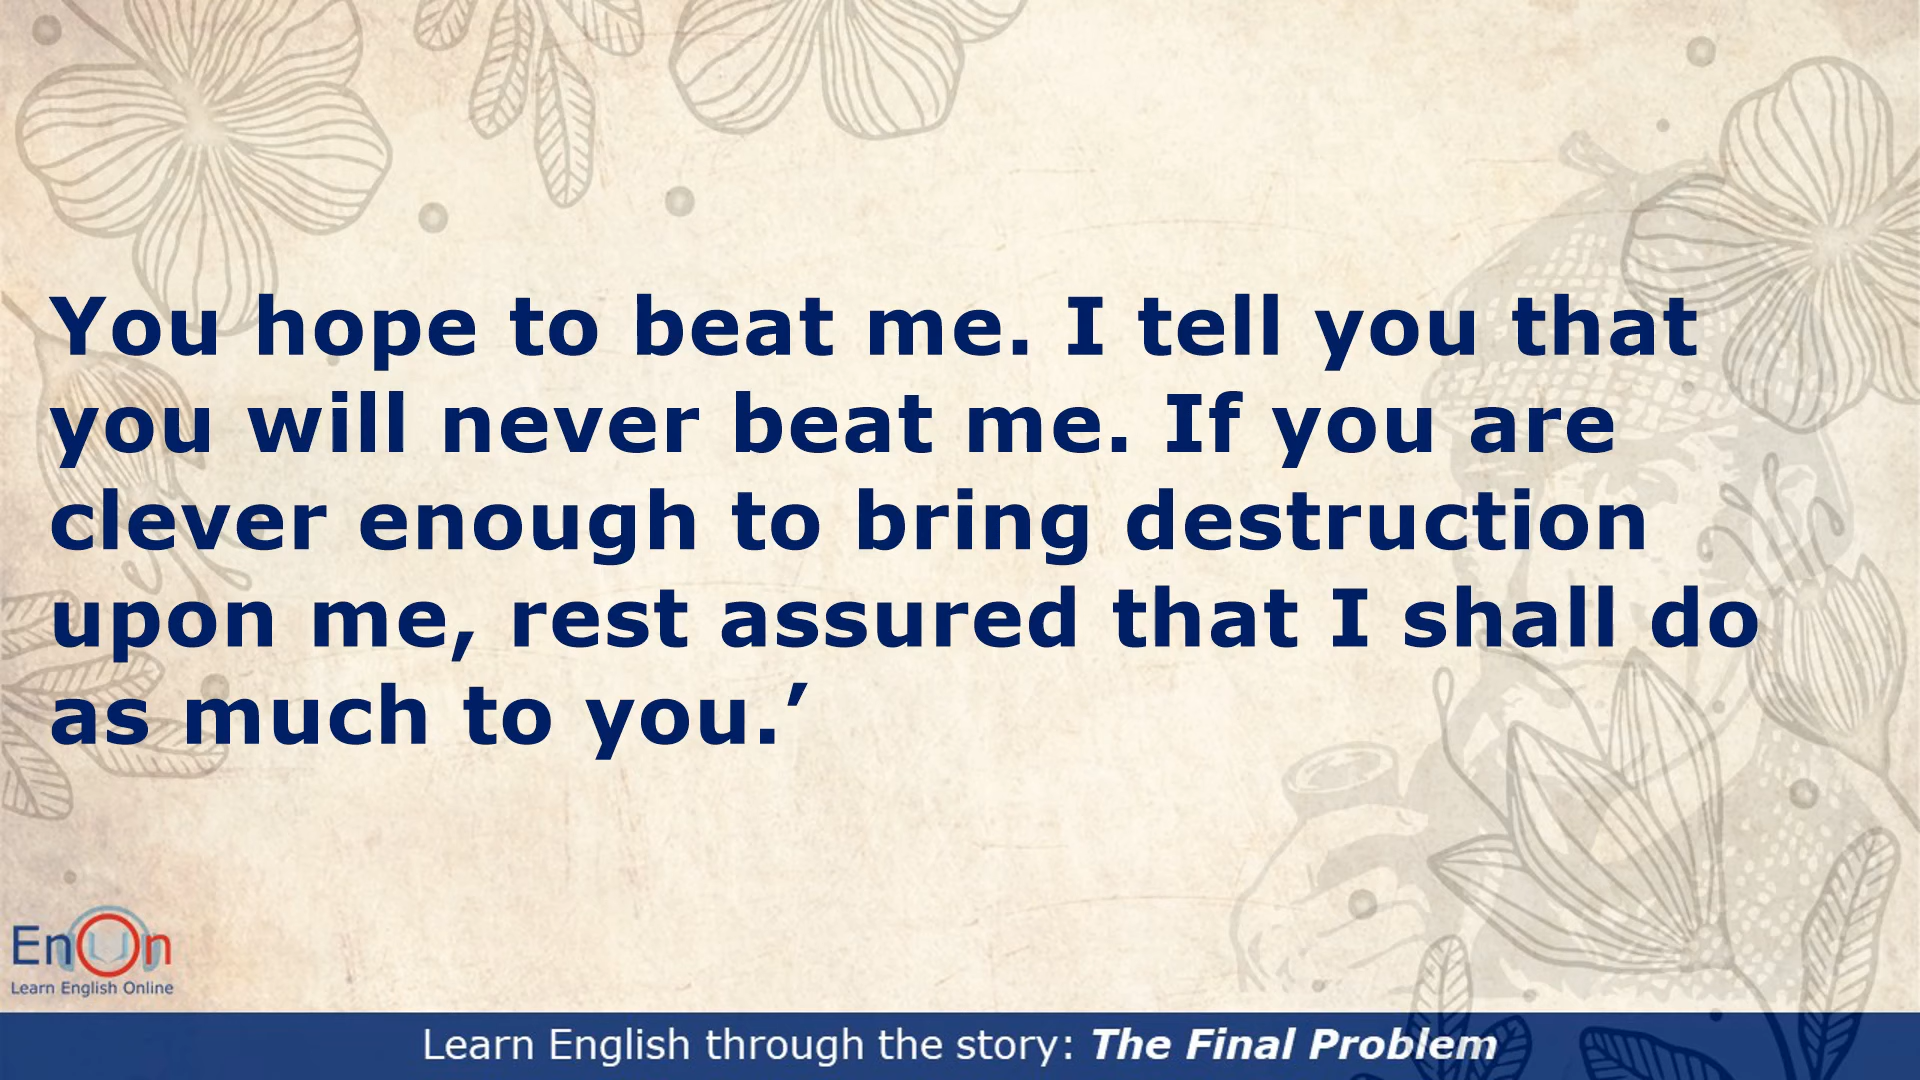 You hope to beat me. I tell you that
you will never beat me. If you are
clever enough to bring destruction
upon me, rest assured that I shall do
as much to you.’
EnOn
Learn English Online
Learn English through the story: The Final Problem